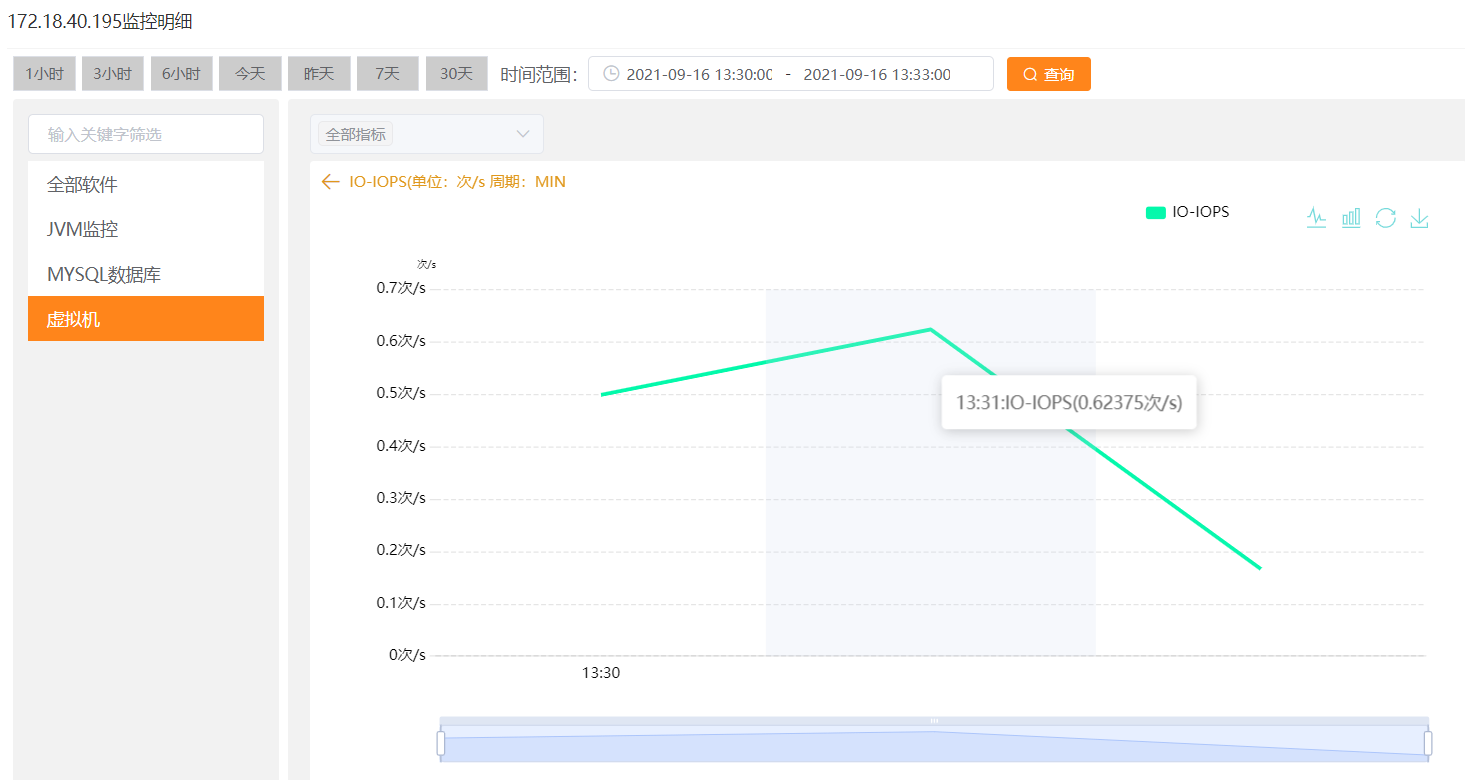 172.18.40.195监控明细
1小时 3小时 6小时 今天 昨天 7天 30天 时间范围： 2021-09-16 13:30:00 - 2021-09-16 13:33:00 查询
输入关键字筛选
全部软件
JVM监控
MYSQL数据库
虚拟机
全部指标
IO-IOPS(单位：次/s 周期：MIN
IO-IOPS
次/s
0.7次/s
0.6次/s
0.5次/s
0.4次/s
0.3次/s
0.2次/s
0.1次/s
0次/s
13:31:IO-IOPS(0.62375次/s)
13:30